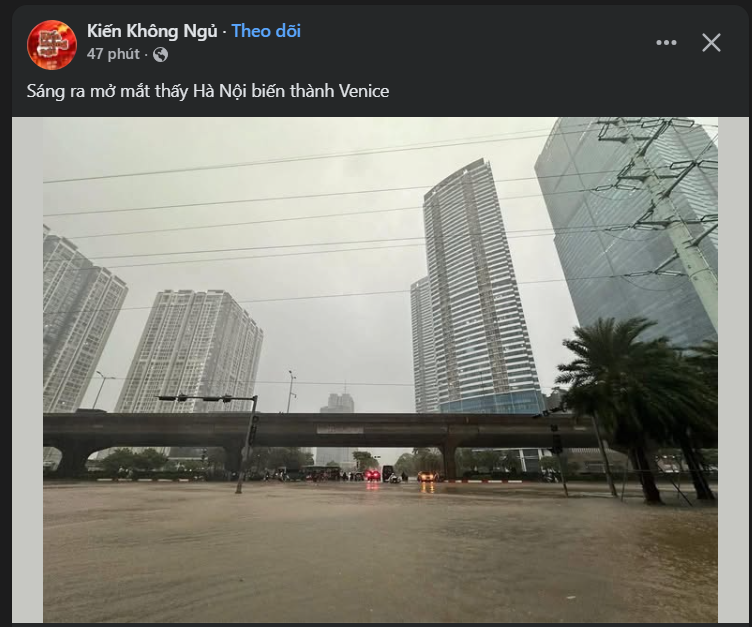 Kiến Không Ngủ · Theo dõi
47 phút ·
Sáng ra mở mắt thấy Hà Nội biến thành Venice